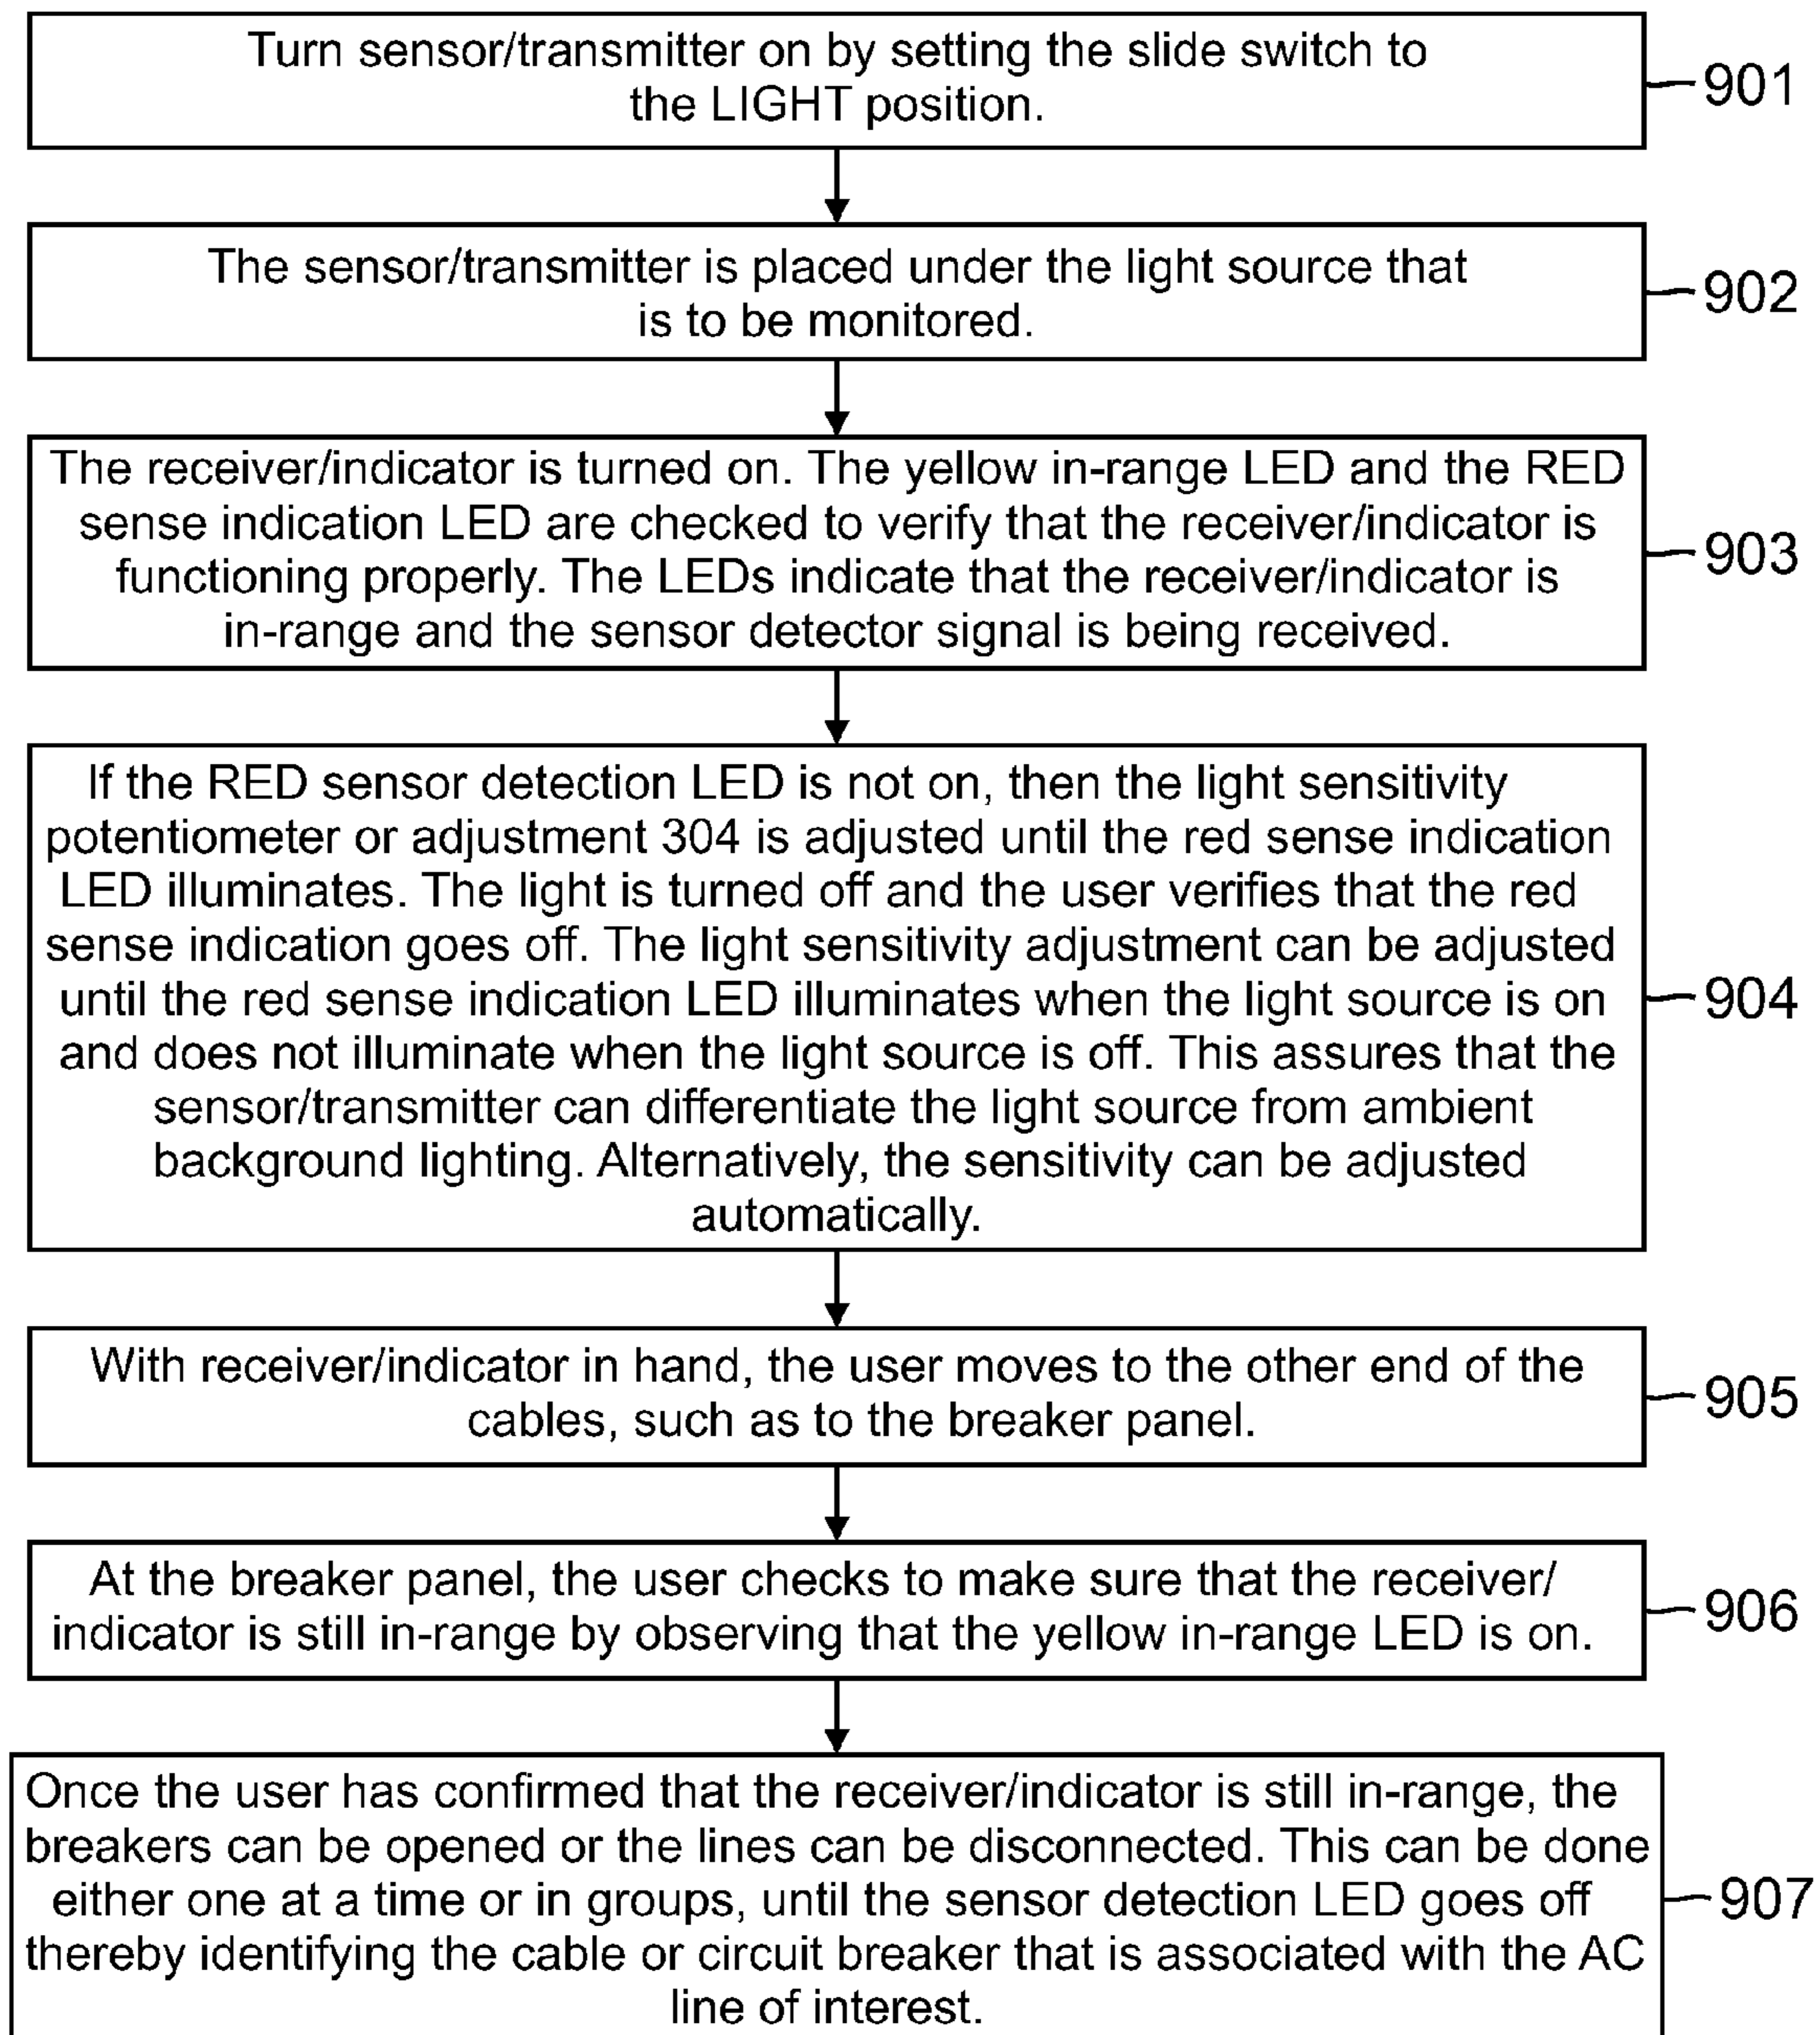 Turn sensor/transmitter on by setting the slide switch to
the LIGHT position.
901
The sensor/transmitter is placed under the light source that
is to be monitored.
902
The receiver/indicator is turned on. The yellow in-range LED and the RED
sense indication LED are checked to verify that the receiver/indicator is
functioning properly. The LEDs indicate that the receiver/indicator is
in-range and the sensor detector signal is being received.
903
If the RED sensor detection LED is not on, then the light sensitivity
potentiometer or adjustment 304 is adjusted until the red sense indication
LED illuminates. The light is turned off and the user verifies that the red
sense indication goes off. The light sensitivity adjustment can be adjusted
until the red sense indication LED illuminates when the light source is on
and does not illuminate when the light source is off. This assures that the
sensor/transmitter can differentiate the light source from ambient
background lighting. Alternatively, the sensitivity can be adjusted
automatically.
904
With receiver/indicator in hand, the user moves to the other end of the
cables, such as to the breaker panel.
905
At the breaker panel, the user checks to make sure that the receiver/
indicator is still in-range by observing that the yellow in-range LED is on.
906
Once the user has confirmed that the receiver/indicator is still in-range, the
breakers can be opened or the lines can be disconnected. This can be done
either one at a time or in groups, until the sensor detection LED goes off
thereby identifying the cable or circuit breaker that is associated with the AC
line of interest.
907